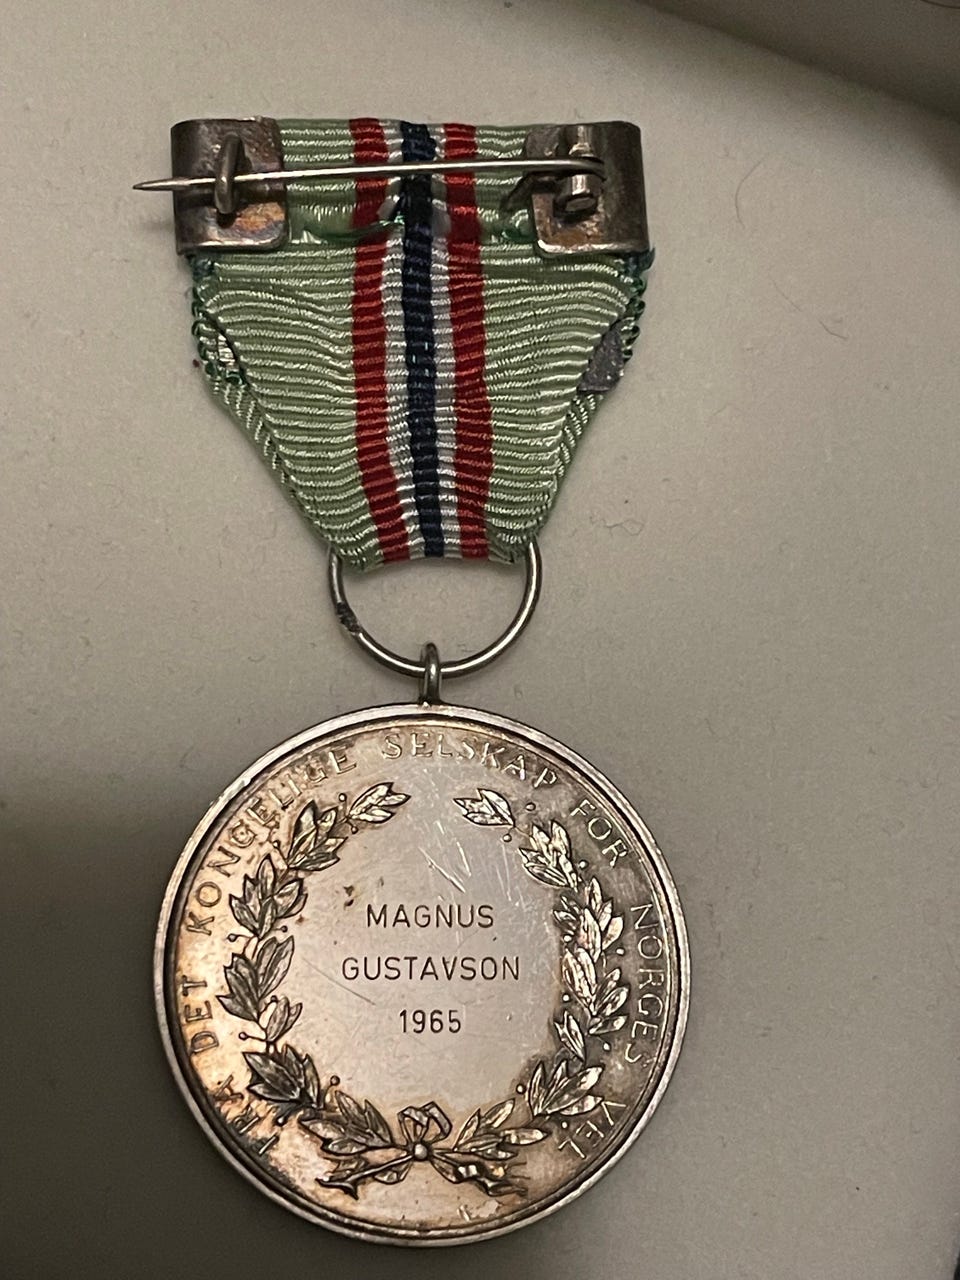 FRA DET KONGELIGE SELSKAP FOR NORGES VEL
MAGNUS
GUSTAVSON
1965